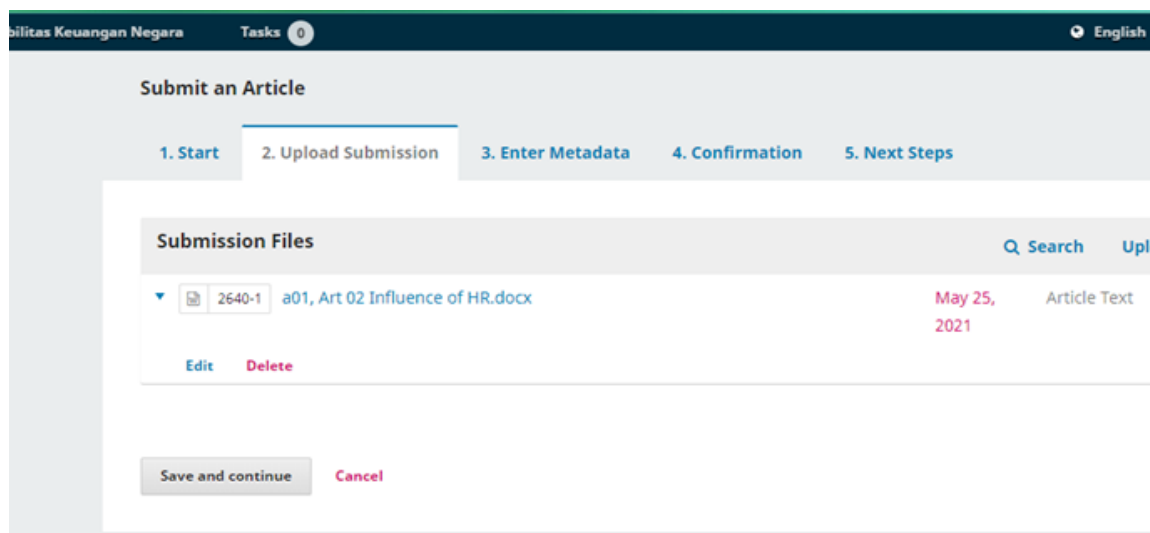 bilitas Keuangan Negara Tasks 0 English
Submit an Article
1. Start 2. Upload Submission 3. Enter Metadata 4. Confirmation 5. Next Steps
Submission Files Search Upl
2640-1 a01, Art 02 Influence of HR.docx May 25, Article Text
2021
Edit Delete
Save and continue Cancel